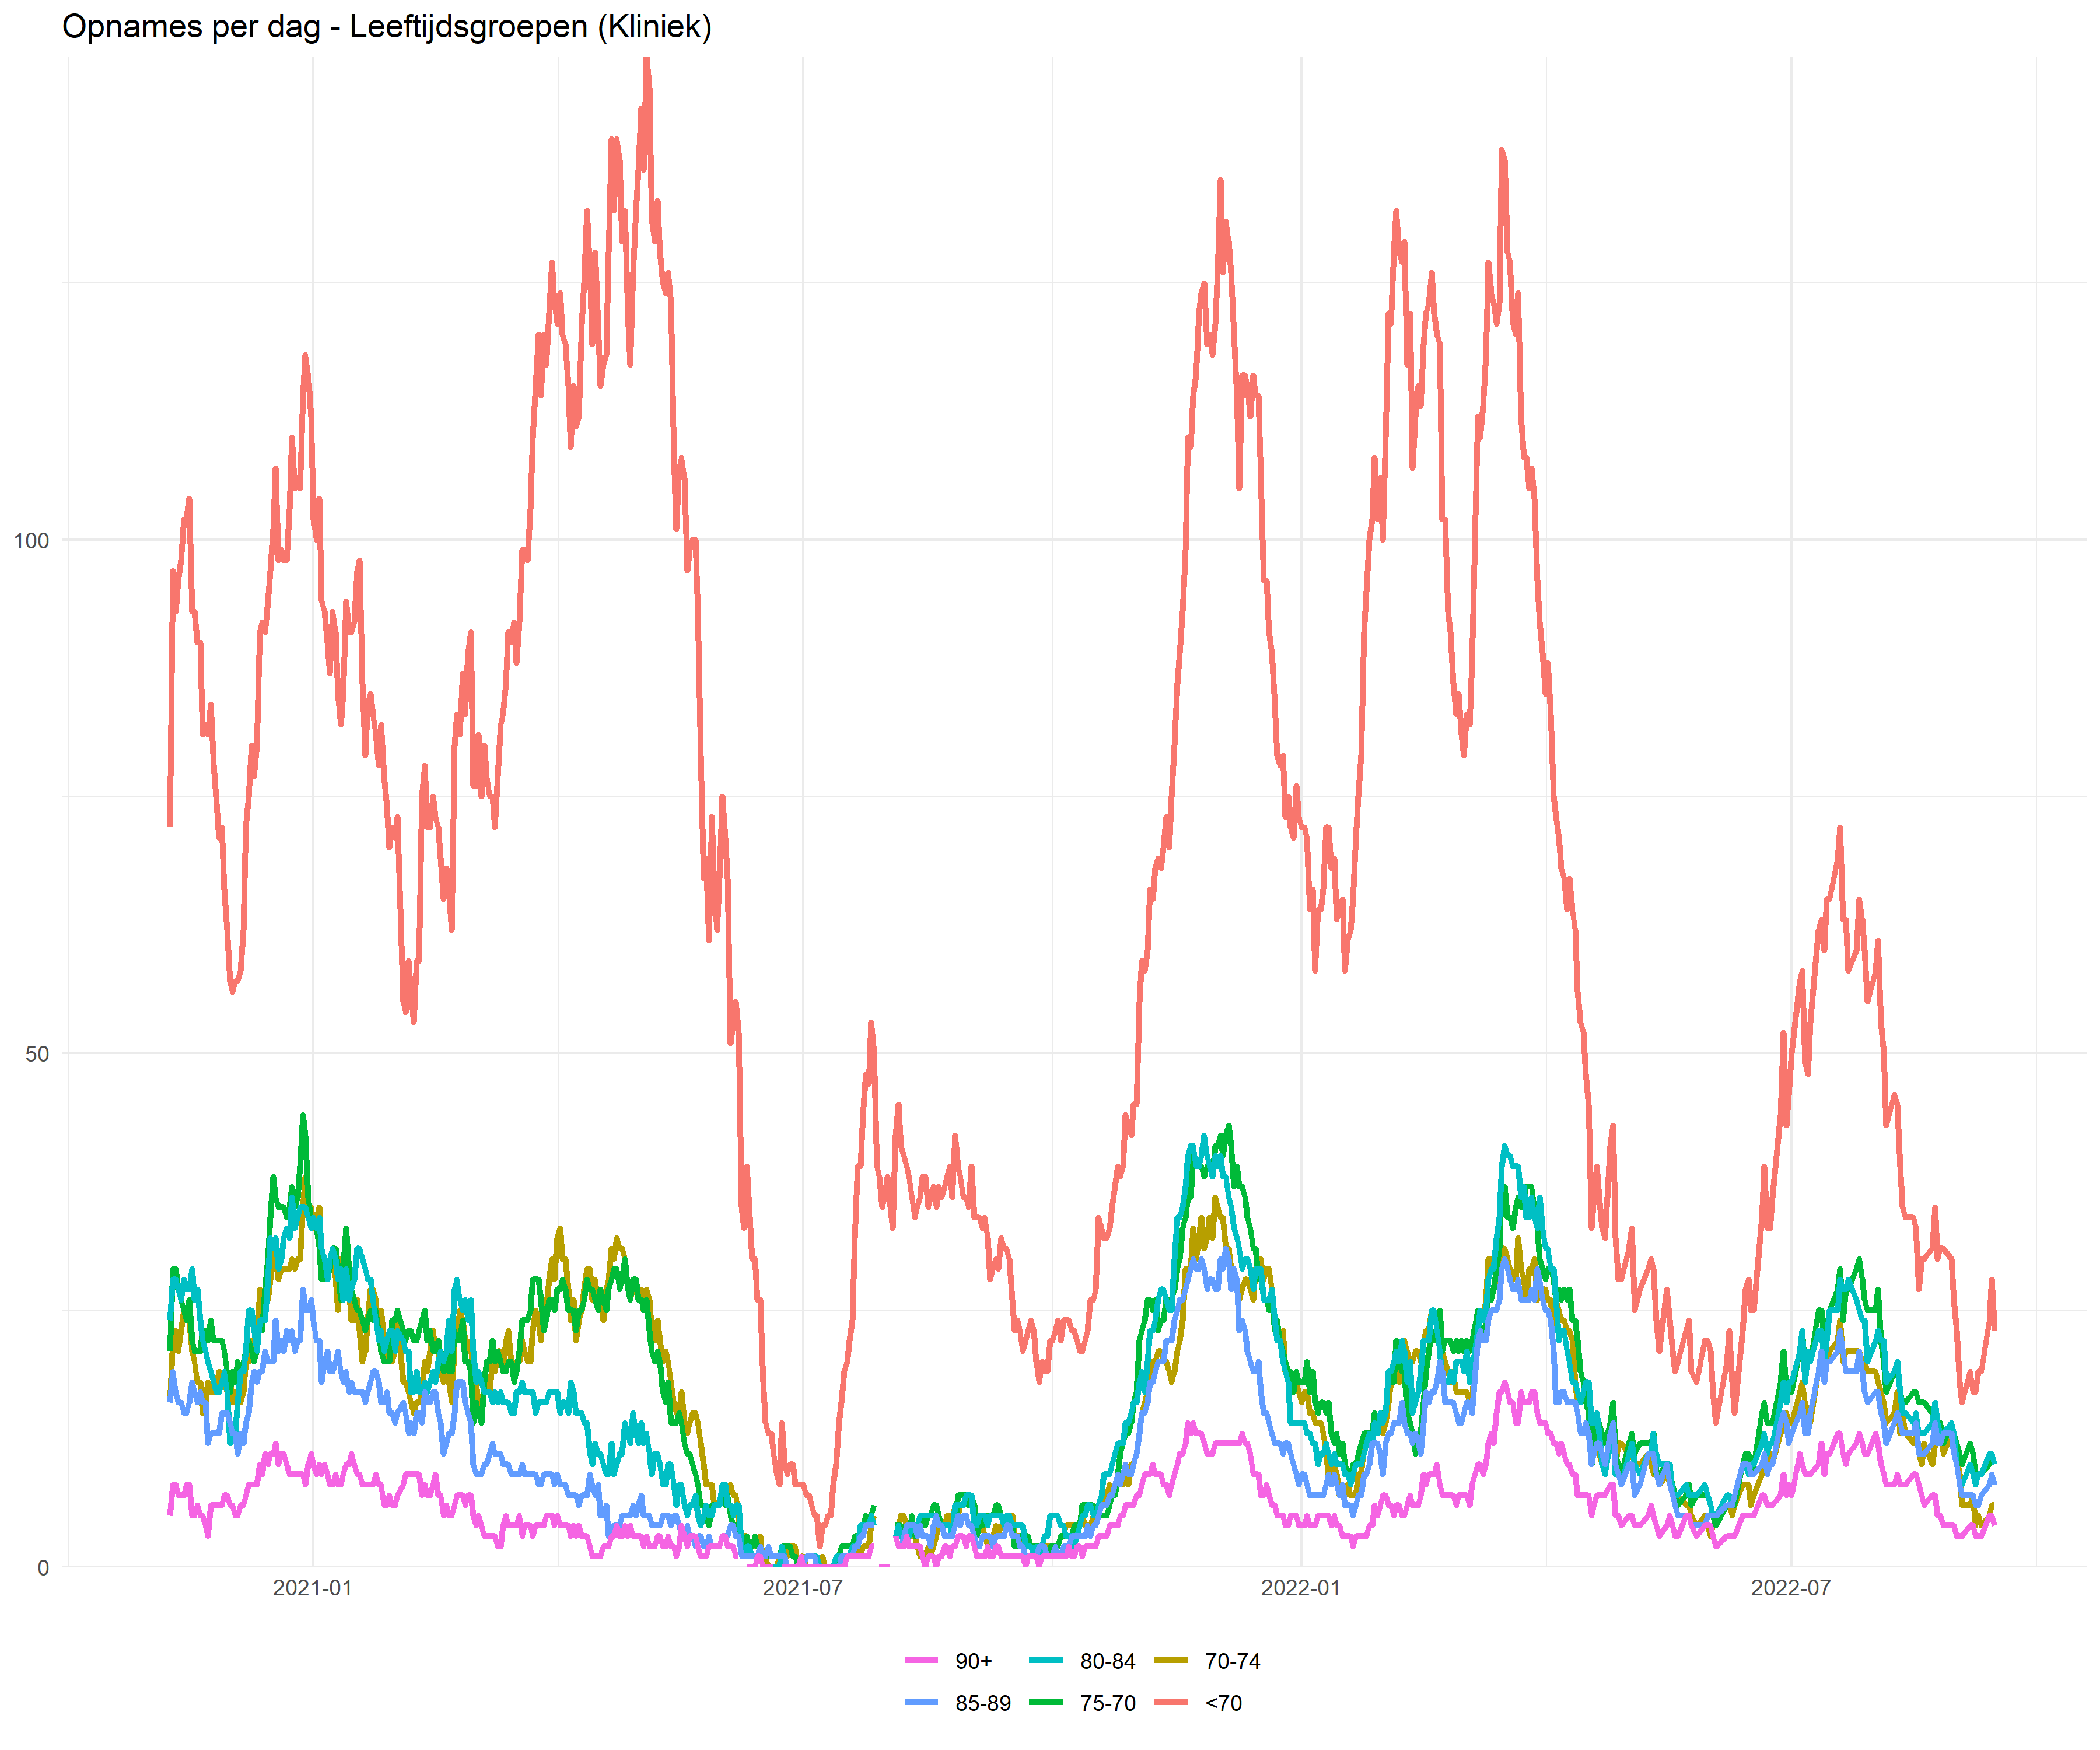 Opnames per dag - Leeftijdsgroepen (Kliniek)
100
50
0
2021-01 2021-07 2022-01 2022-07
90+ 80-84 70-74
85-89 75-70 <70